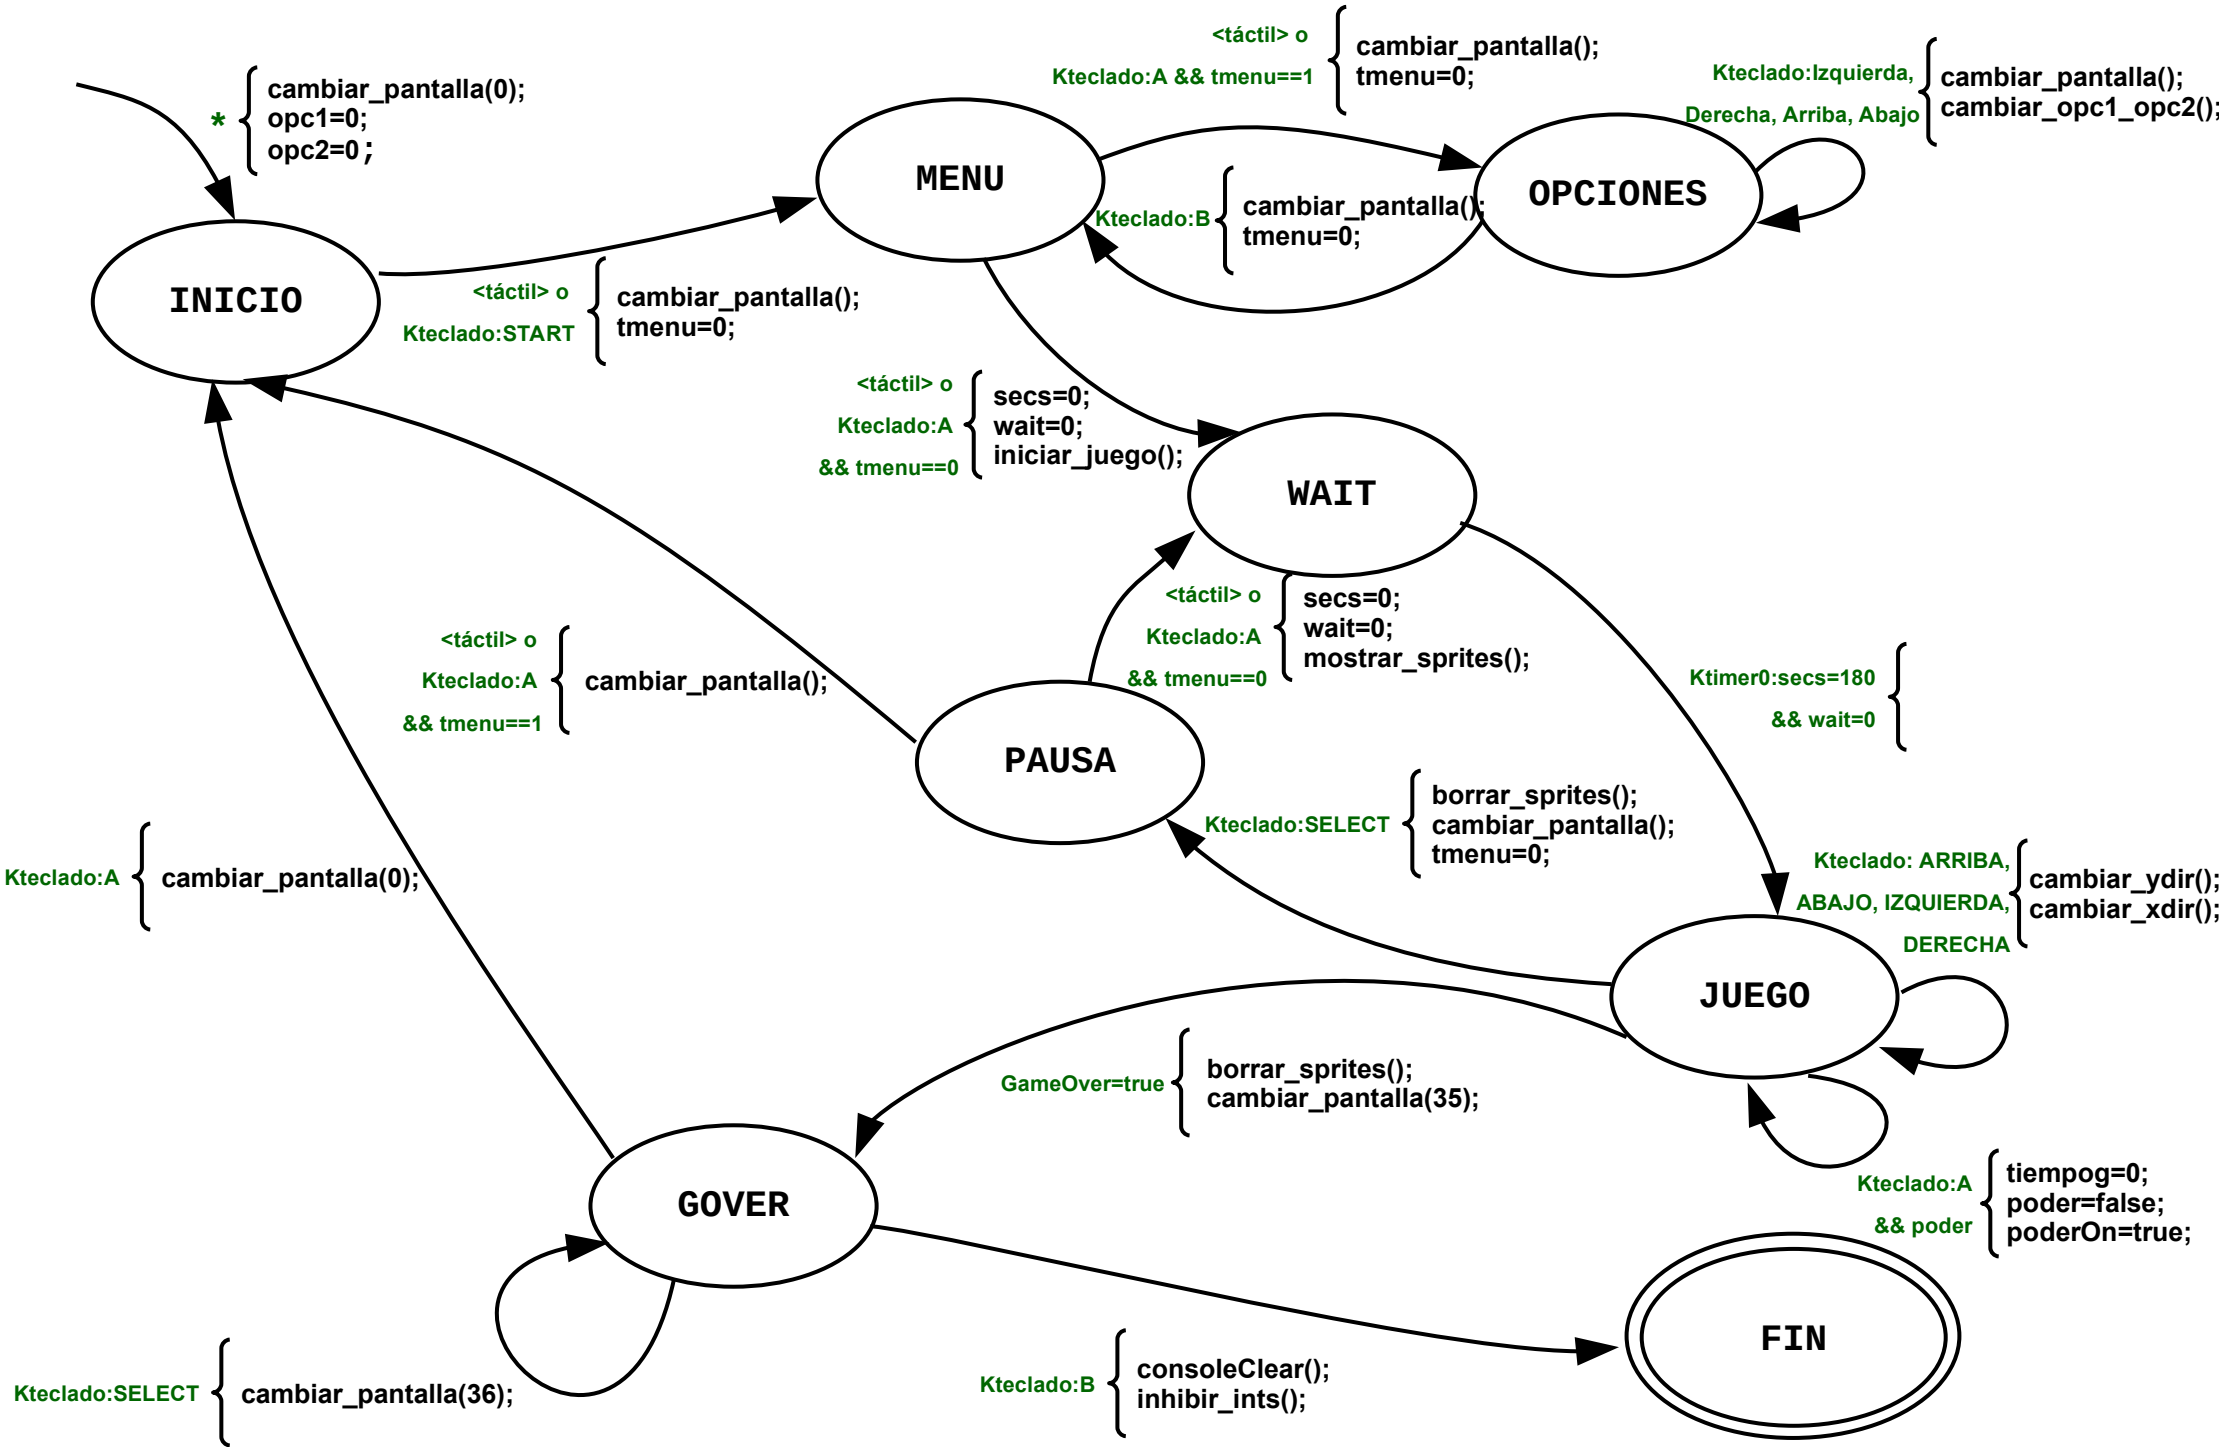 <táctil> o
Kteclado:A && tmenu==1
cambiar_pantalla();
tmenu=0;
Kteclado:Izquierda,
Derecha, Arriba, Abajo
cambiar_pantalla();
cambiar_opc1_opc2();
*
cambiar_pantalla(0);
opc1=0;
opc2=0;
MENU
OPCIONES
Kteclado:B
cambiar_pantalla();
tmenu=0;
INICIO
<táctil> o
Kteclado:START
cambiar_pantalla();
tmenu=0;
<táctil> o
Kteclado:A
&& tmenu==0
secs=0;
wait=0;
iniciar_juego();
WAIT
<táctil> o
Kteclado:A
&& tmenu==0
secs=0;
wait=0;
mostrar_sprites();
<táctil> o
Kteclado:A
&& tmenu==1
cambiar_pantalla();
Ktimer0:secs=180
&& wait=0
PAUSA
Kteclado:SELECT
borrar_sprites();
cambiar_pantalla();
tmenu=0;
Kteclado:A
cambiar_pantalla(0);
Kteclado: ARRIBA,
ABAJO, IZQUIERDA,
DERECHA
cambiar_ydir();
cambiar_xdir();
JUEGO
GameOver=true
borrar_sprites();
cambiar_pantalla(35);
GOVER
Kteclado:A
&& poder
tiempog=0;
poder=false;
poderOn=true;
FIN
Kteclado:SELECT
cambiar_pantalla(36);
Kteclado:B
consoleClear();
inhibir_ints();